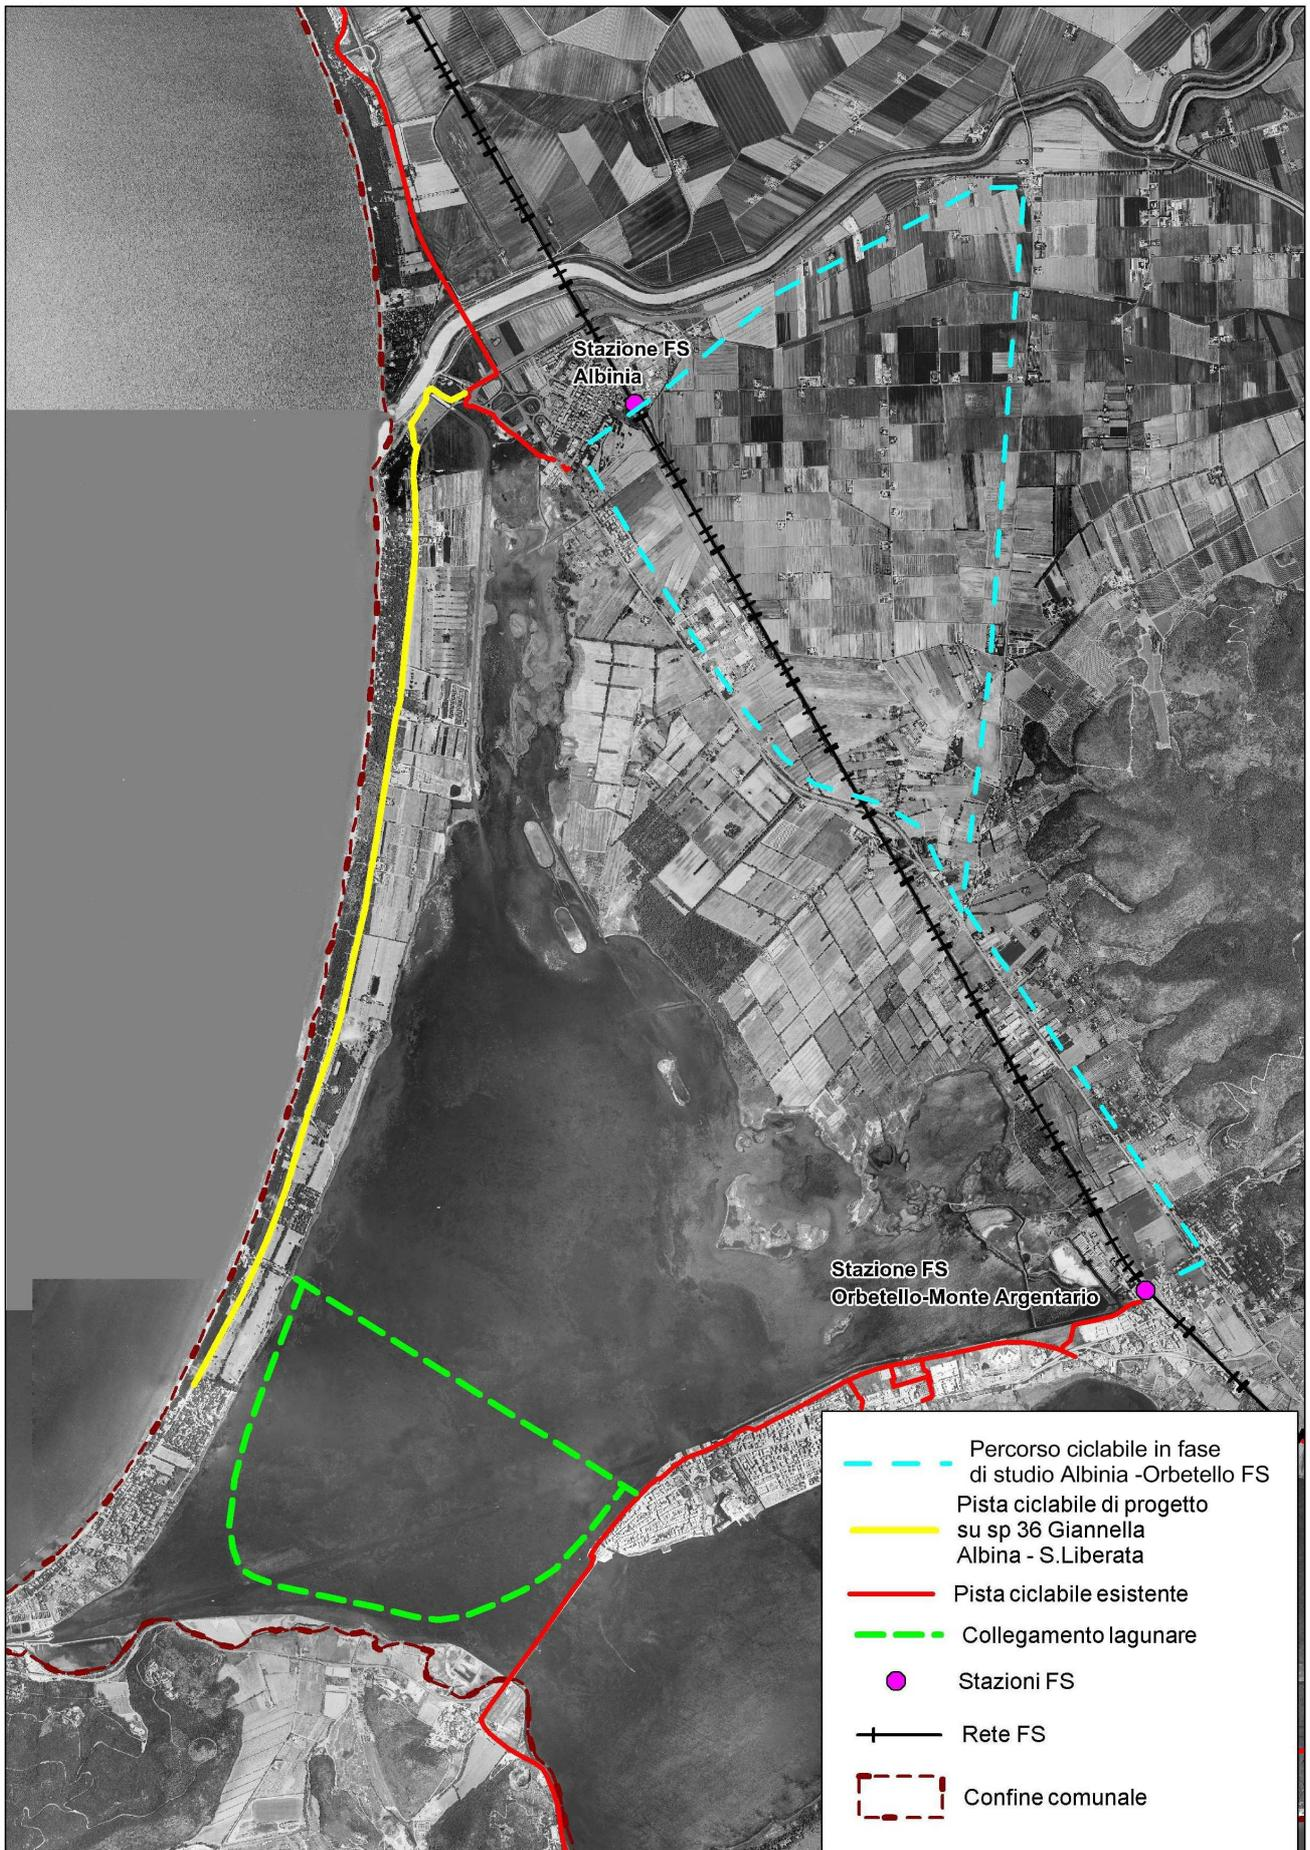 Stazione FS
Albinia
Stazione FS
Orbetello-Monte Argentario
Percorso ciclabile in fase
di studio Albinia -Orbetello FS
Pista ciclabile di progetto
su sp 36 Giannella
Albina - S.Liberata
Pista ciclabile esistente
Collegamento lagunare
Stazioni FS
Rete FS
Confine comunale